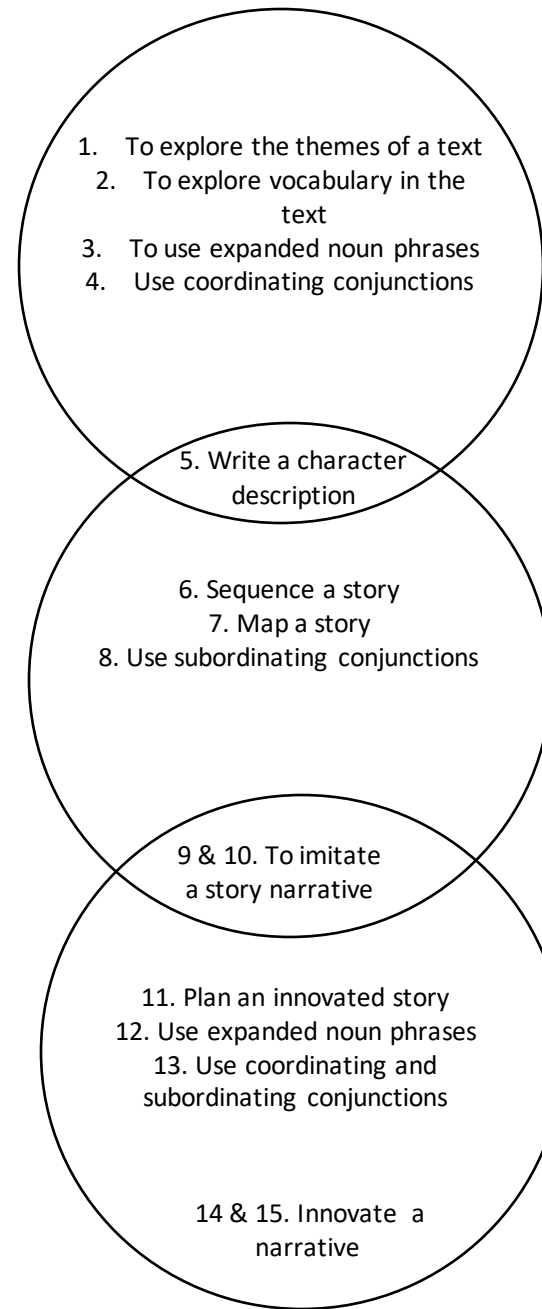 1. To explore the themes of a text
2. To explore vocabulary in the
text
3. To use expanded noun phrases
4. Use coordinating conjunctions
5. Write a character
description
6. Sequence a story
7. Map a story
8. Use subordinating conjunctions
9 & 10. To imitate
a story narrative
11. Plan an innovated story
12. Use expanded noun phrases
13. Use coordinating and
subordinating conjunctions
14 & 15. Innovate a
narrative